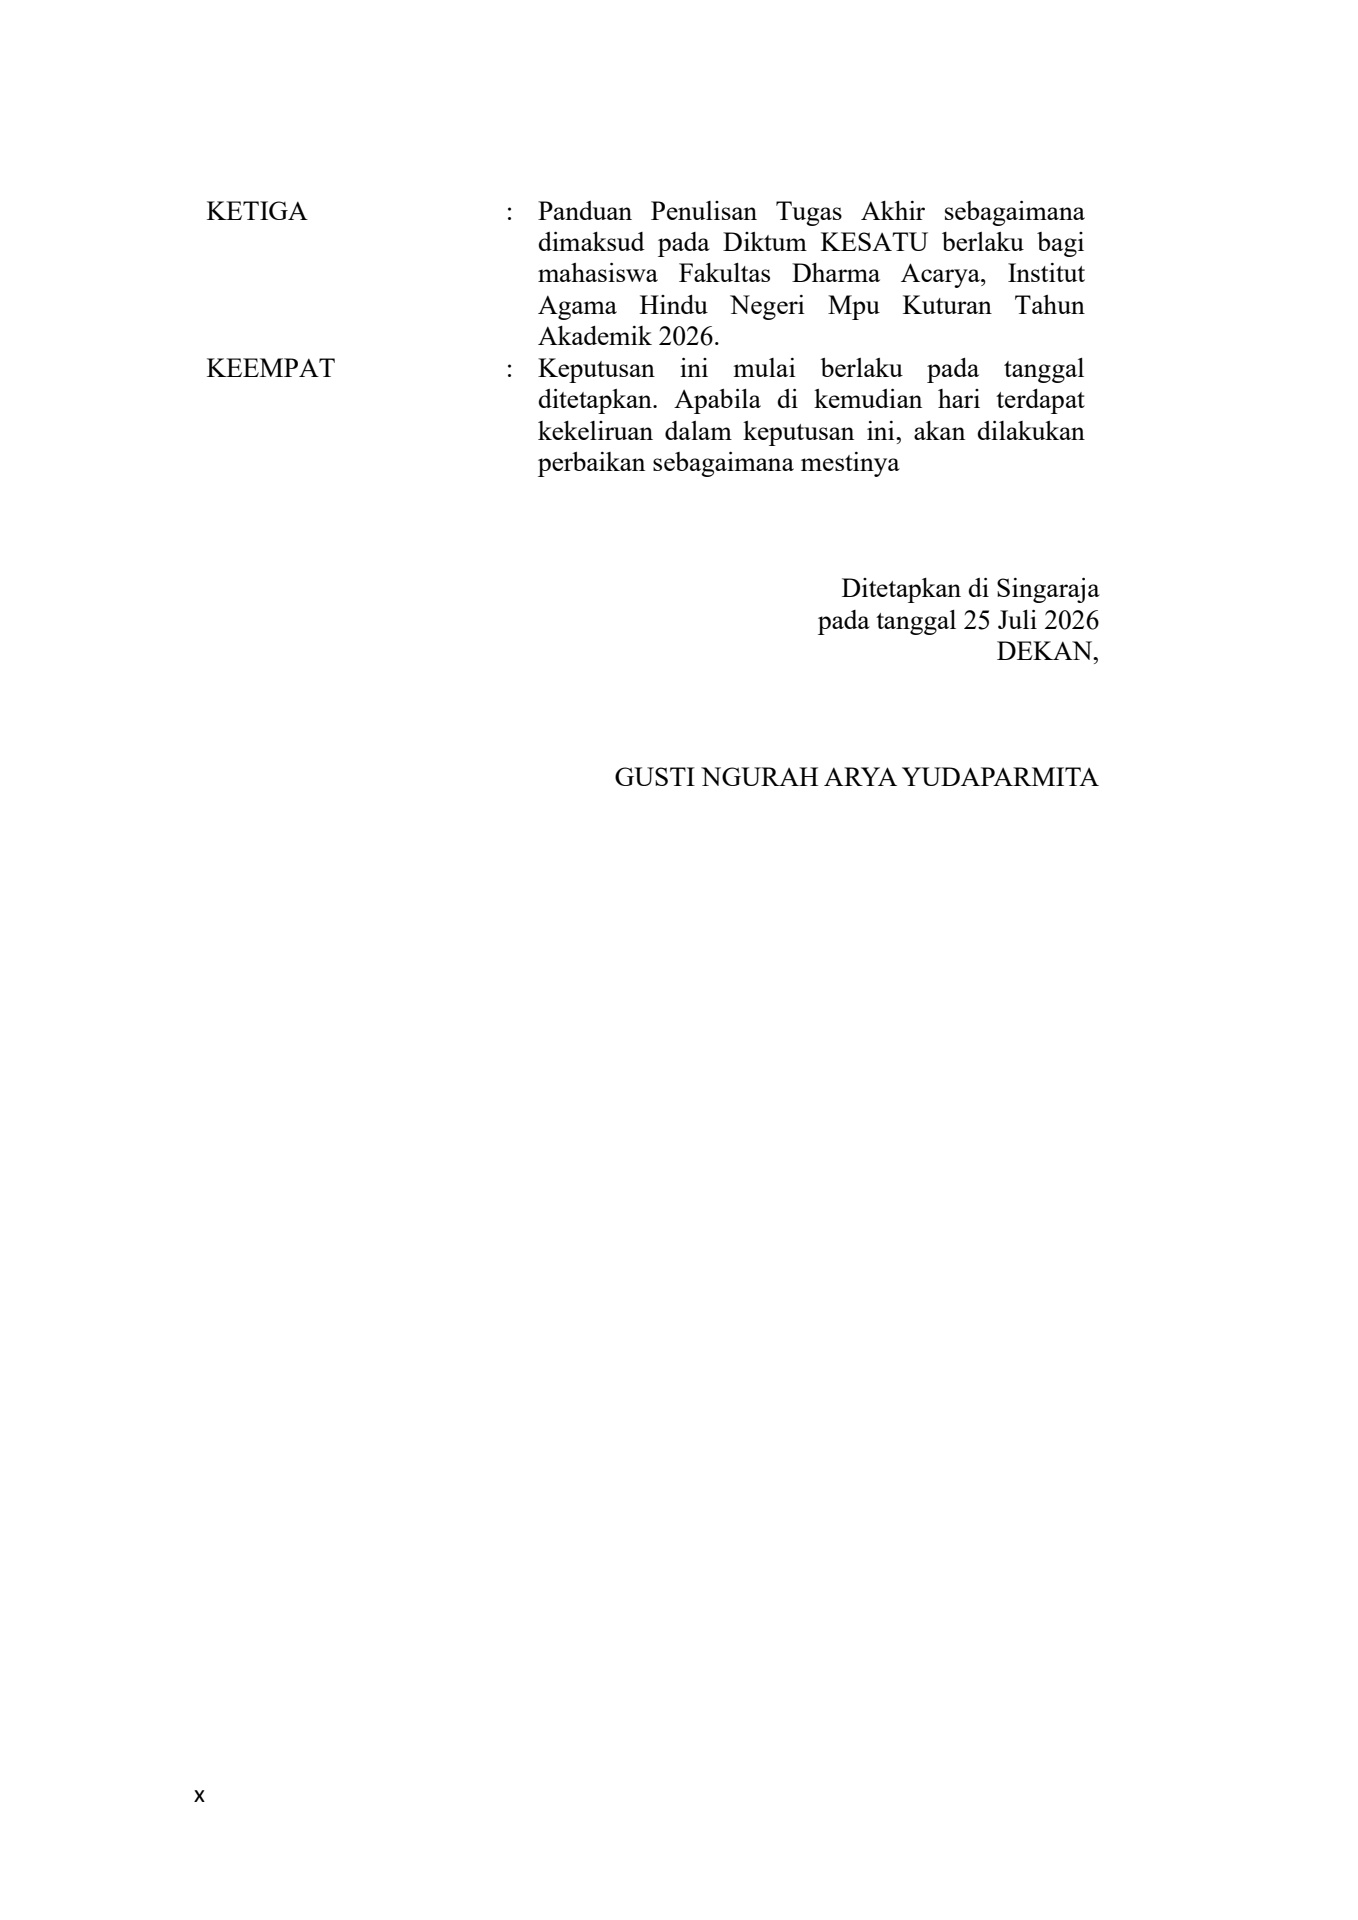 KETIGA : Panduan Penulisan Tugas Akhir sebagaimana
dimaksud pada Diktum KESATU berlaku bagi
mahasiswa Fakultas Dharma Acarya, Institut
Agama Hindu Negeri Mpu Kuturan Tahun
Akademik 2026.
KEEMPAT : Keputusan ini mulai berlaku pada tanggal
ditetapkan. Apabila di kemudian hari terdapat
kekeliruan dalam keputusan ini, akan dilakukan
perbaikan sebagaimana mestinya
Ditetapkan di Singaraja
pada tanggal 25 Juli 2026
DEKAN,
GUSTI NGURAH ARYA YUDAPARMITA
x